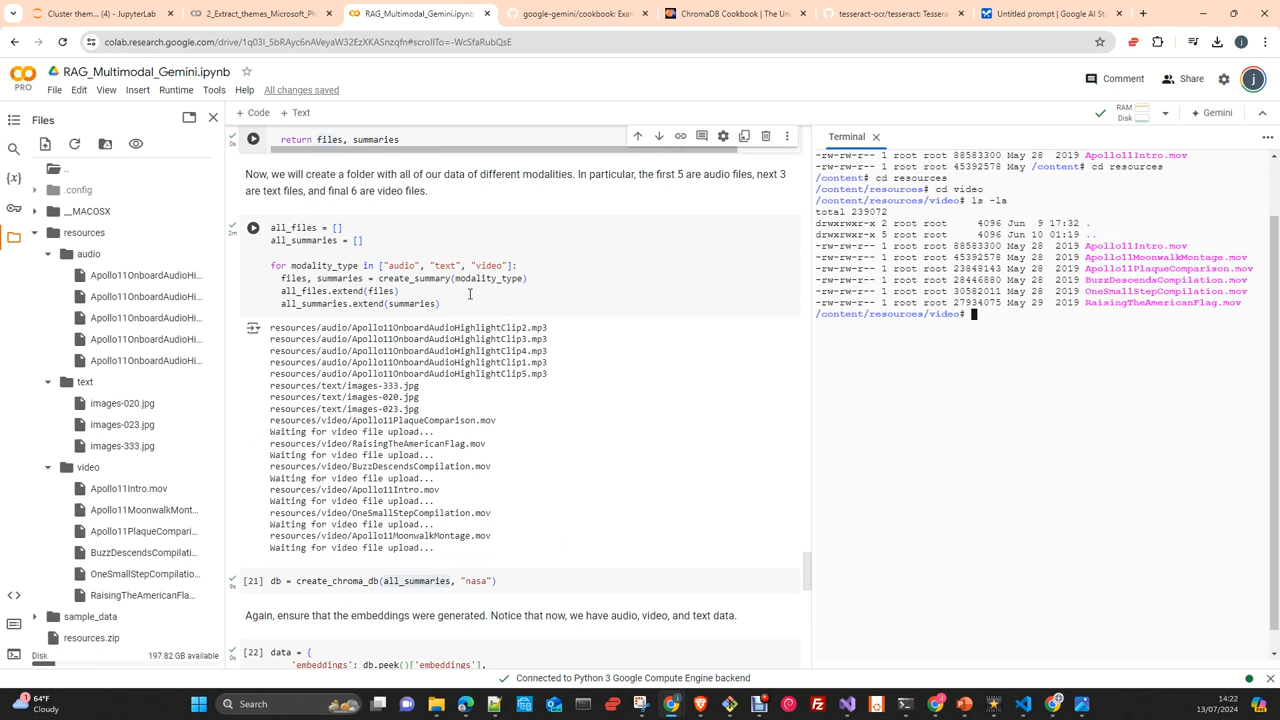 Cluster them... (4) - JupyterLab
2_Extract_themes_Microsoft_Ph
RAG_Multimodal_Gemini.ipynb
google-gemini/cookbook: Exam
ChromaDB Cookbook | The Un
tesseract-ocr/tesseract: Tessera
Untitled prompt | Google AI St
colab.research.google.com/drive/1q03l_5bRAyc6nAVeyaW32EzXKASnzqfn#scrollTo=-WcSfaRubQsE
PRO
RAG_Multimodal_Gemini.ipynb
File Edit View Insert Runtime Tools Help All changes saved
Comment Share
Files
+ Code + Text
RAM
Disk
Gemini
..
.config
__MACOSX
resources
audio
Apollo11OnboardAudioHi...
Apollo11OnboardAudioHi...
Apollo11OnboardAudioHi...
Apollo11OnboardAudioHi...
Apollo11OnboardAudioHi...
text
images-020.jpg
images-023.jpg
images-333.jpg
video
Apollo11Intro.mov
Apollo11MoonwalkMont...
Apollo11PlaqueCompari...
BuzzDescendsCompilati...
OneSmallStepCompilatio...
RaisingTheAmericanFla...
sample_data
resources.zip
Disk 197.82 GB available
0s
return files, summaries
Now, we will create a folder with all of our data of different modalities. In particular, the first 5 are audio files, next 3
are text files, and final 6 are video files.
2m
all_files = []
all_summaries = []
for modality_type in ["audio", "text", "video"]:
files, summaries = create_summary(modality_type)
all_files.extend(files)
all_summaries.extend(summaries)
resources/audio/Apollo11OnboardAudioHighlightClip2.mp3
resources/audio/Apollo11OnboardAudioHighlightClip3.mp3
resources/audio/Apollo11OnboardAudioHighlightClip4.mp3
resources/audio/Apollo11OnboardAudioHighlightClip1.mp3
resources/audio/Apollo11OnboardAudioHighlightClip5.mp3
resources/text/images-333.jpg
resources/text/images-020.jpg
resources/text/images-023.jpg
resources/video/Apollo11PlaqueComparison.mov
Waiting for video file upload...
resources/video/RaisingTheAmericanFlag.mov
Waiting for video file upload...
resources/video/BuzzDescendsCompilation.mov
Waiting for video file upload...
resources/video/Apollo11Intro.mov
Waiting for video file upload...
resources/video/OneSmallStepCompilation.mov
Waiting for video file upload...
resources/video/Apollo11MoonwalkMontage.mov
Waiting for video file upload...
9s
[21] db = create_chroma_db(all_summaries, "nasa")
Again, ensure that the embeddings were generated. Notice that now, we have audio, video, and text data.
0s
[22] data = {
'embeddings': db.peek()['embeddings'],
Terminal
-rw-rw-r-- 1 root root 88583300 May 28 2019 Apollo11Intro.mov
-rw-rw-r-- 1 root root 45392578 May /content# cd resources
/content# cd resources
/content/resources# cd video
/content/resources/video# ls -la
total 239072
drwxrwxr-x 2 root root 4096 Jun 9 17:32 .
drwxrwxr-x 5 root root 4096 Jun 10 01:19 ..
-rw-rw-r-- 1 root root 88583300 May 28 2019 Apollo11Intro.mov
-rw-rw-r-- 1 root root 45392578 May 28 2019 Apollo11MoonwalkMontage.mov
-rw-rw-r-- 1 root root 23848143 May 28 2019 Apollo11PlaqueComparison.mov
-rw-rw-r-- 1 root root 28446880 May 28 2019 BuzzDescendsCompilation.mov
-rw-rw-r-- 1 root root 30582011 May 28 2019 OneSmallStepCompilation.mov
-rw-rw-r-- 1 root root 27934075 May 29 2019 RaisingTheAmericanFlag.mov
/content/resources/video#
Connected to Python 3 Google Compute Engine backend
64°F
Cloudy
Search
14:22
13/07/2024